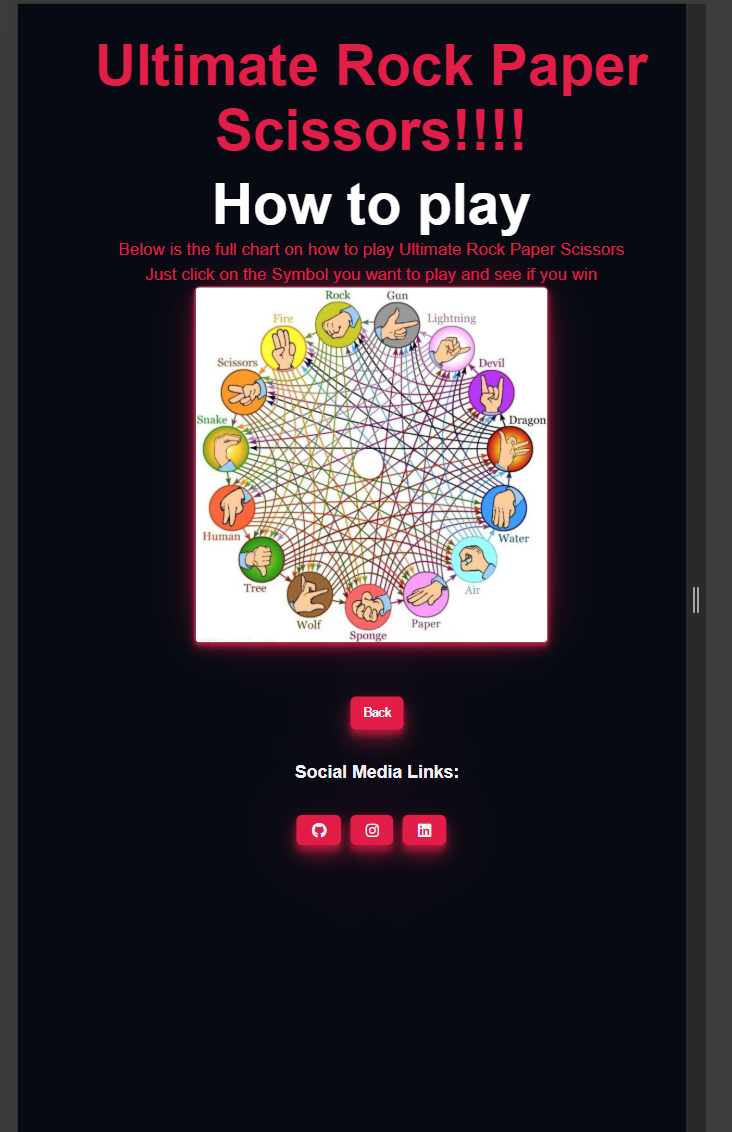 Ultimate Rock Paper
Scissors!!!!
How to play
Below is the full chart on how to play Ultimate Rock Paper Scissors
Just click on the Symbol you want to play and see if you win
Rock
Gun
Fire
Lightning
Scissors
Devil
Snake
Dragon
Human
Water
Tree
Air
Wolf
Paper
Sponge
Back
Social Media Links:
in